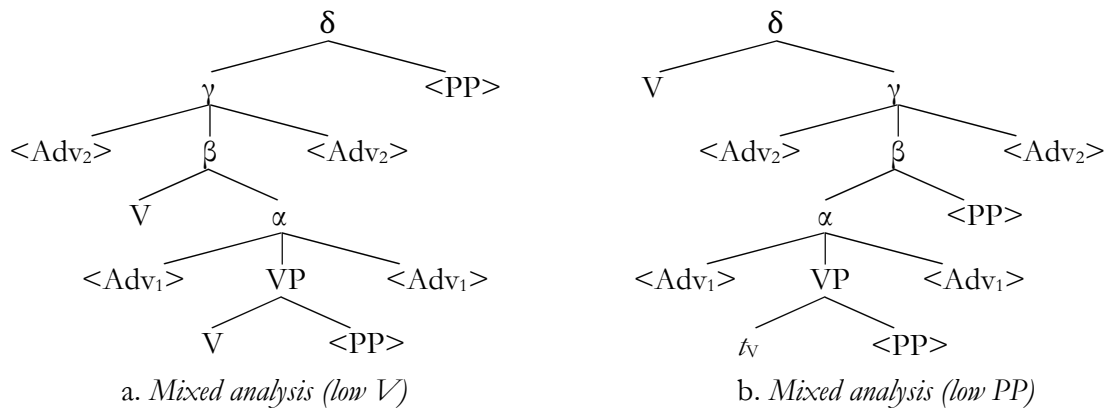 δ δ
γ <PP> V γ
<Adv₂> β <Adv₂> <Adv₂> β <Adv₂>
V α α <PP>
<Adv₁> VP <Adv₁> <Adv₁> VP <Adv₁>
V <PP> tV <PP>
a. Mixed analysis (low V) b. Mixed analysis (low PP)